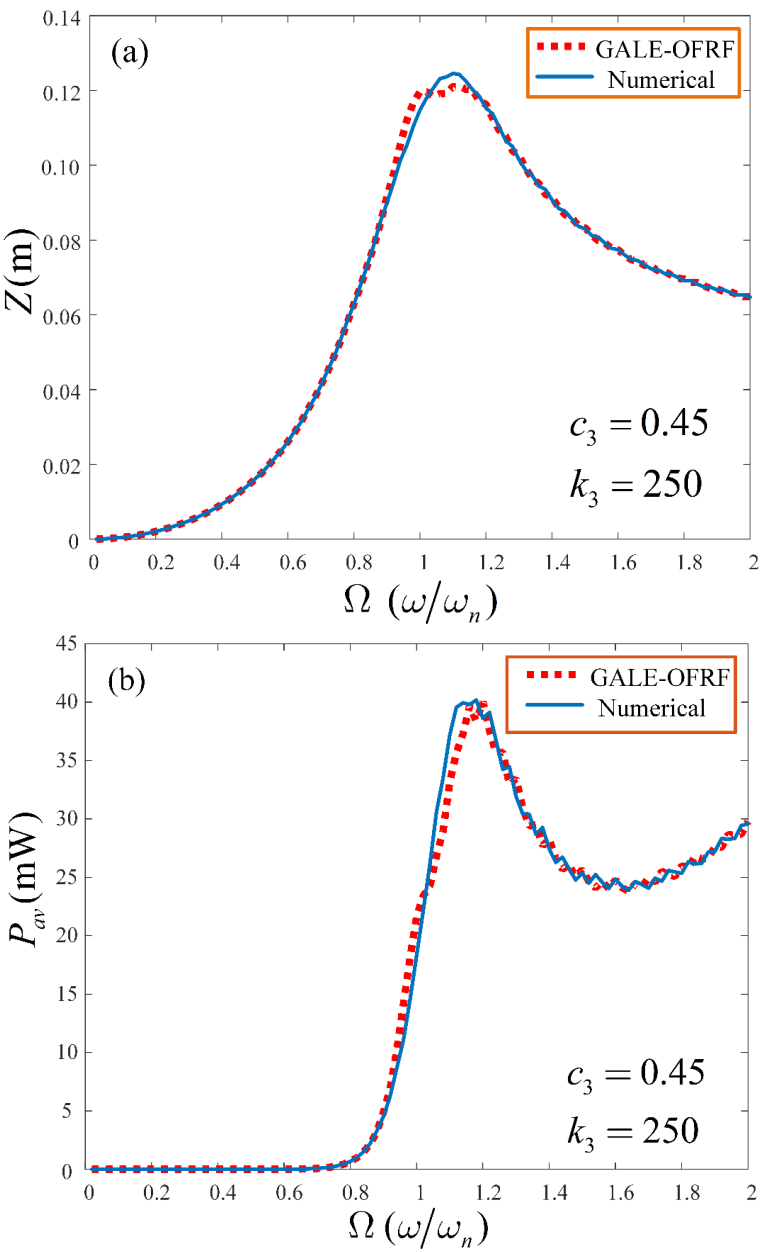 (a)
GALE-OFRF
Numerical
Z(m)
0.14
0.12
0.10
0.08
0.06
0.04
0.02
0
c₃ = 0.45
k₃ = 250
0 0.2 0.4 0.6 0.8 1 1.2 1.4 1.6 1.8 2
Ω (ω/ωₙ)
(b)
GALE-OFRF
Numerical
P_av (mW)
45
40
35
30
25
20
15
10
5
0
c₃ = 0.45
k₃ = 250
0 0.2 0.4 0.6 0.8 1 1.2 1.4 1.6 1.8 2
Ω (ω/ωₙ)